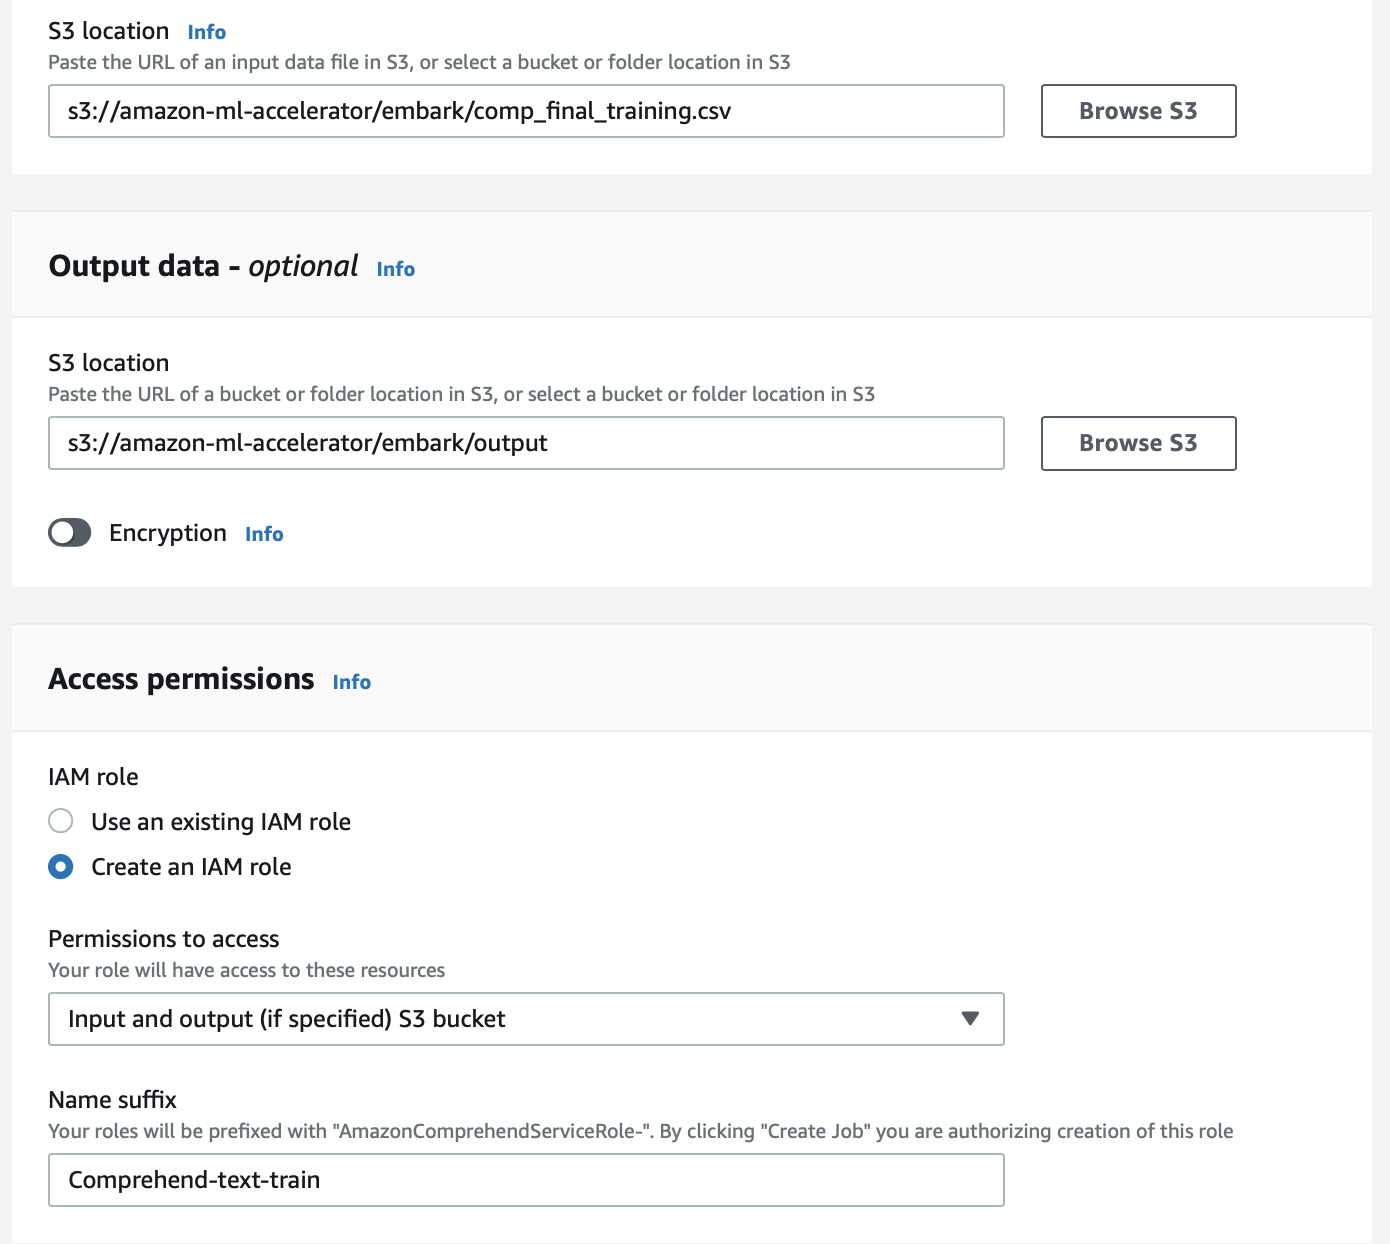 S3 location Info
Paste the URL of an input data file in S3, or select a bucket or folder location in S3
s3://amazon-ml-accelerator/embark/comp_final_training.csv
Browse S3
Output data - optional Info
S3 location
Paste the URL of a bucket or folder location in S3, or select a bucket or folder location in S3
s3://amazon-ml-accelerator/embark/output
Browse S3
Encryption Info
Access permissions Info
IAM role
Use an existing IAM role
Create an IAM role
Permissions to access
Your role will have access to these resources
Input and output (if specified) S3 bucket
Name suffix
Your roles will be prefixed with "AmazonComprehendServiceRole-". By clicking "Create Job" you are authorizing creation of this role
Comprehend-text-train